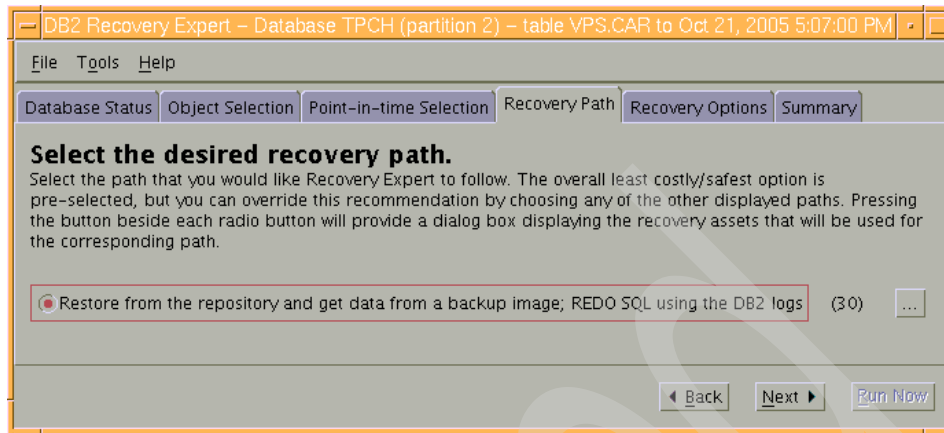 DB2 Recovery Expert – Database TPCH (partition 2) – table VPS.CAR to Oct 21, 2005 5:07:00 PM
File Tools Help
Database Status Object Selection Point-in-time Selection Recovery Path Recovery Options Summary
Select the desired recovery path.
Select the path that you would like Recovery Expert to follow. The overall least costly/safest option is
pre-selected, but you can override this recommendation by choosing any of the other displayed paths. Pressing
the button beside each radio button will provide a dialog box displaying the recovery assets that will be used for
the corresponding path.
Restore from the repository and get data from a backup image; REDO SQL using the DB2 logs (30) ...
Back Next Run Now